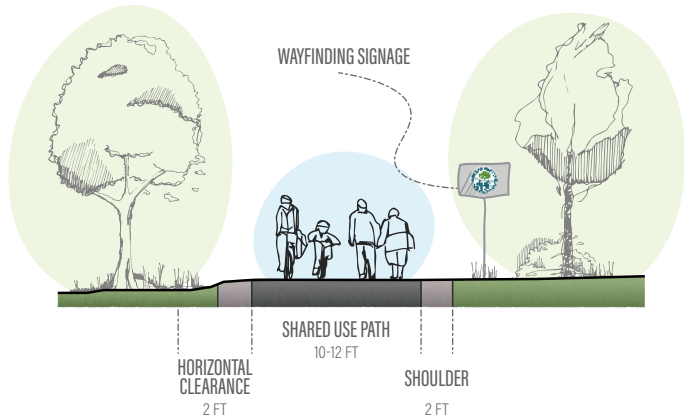 WAYFINDING SIGNAGE
SHARED USE PATH
10-12 FT
HORIZONTAL
CLEARANCE
2 FT
SHOULDER
2 FT